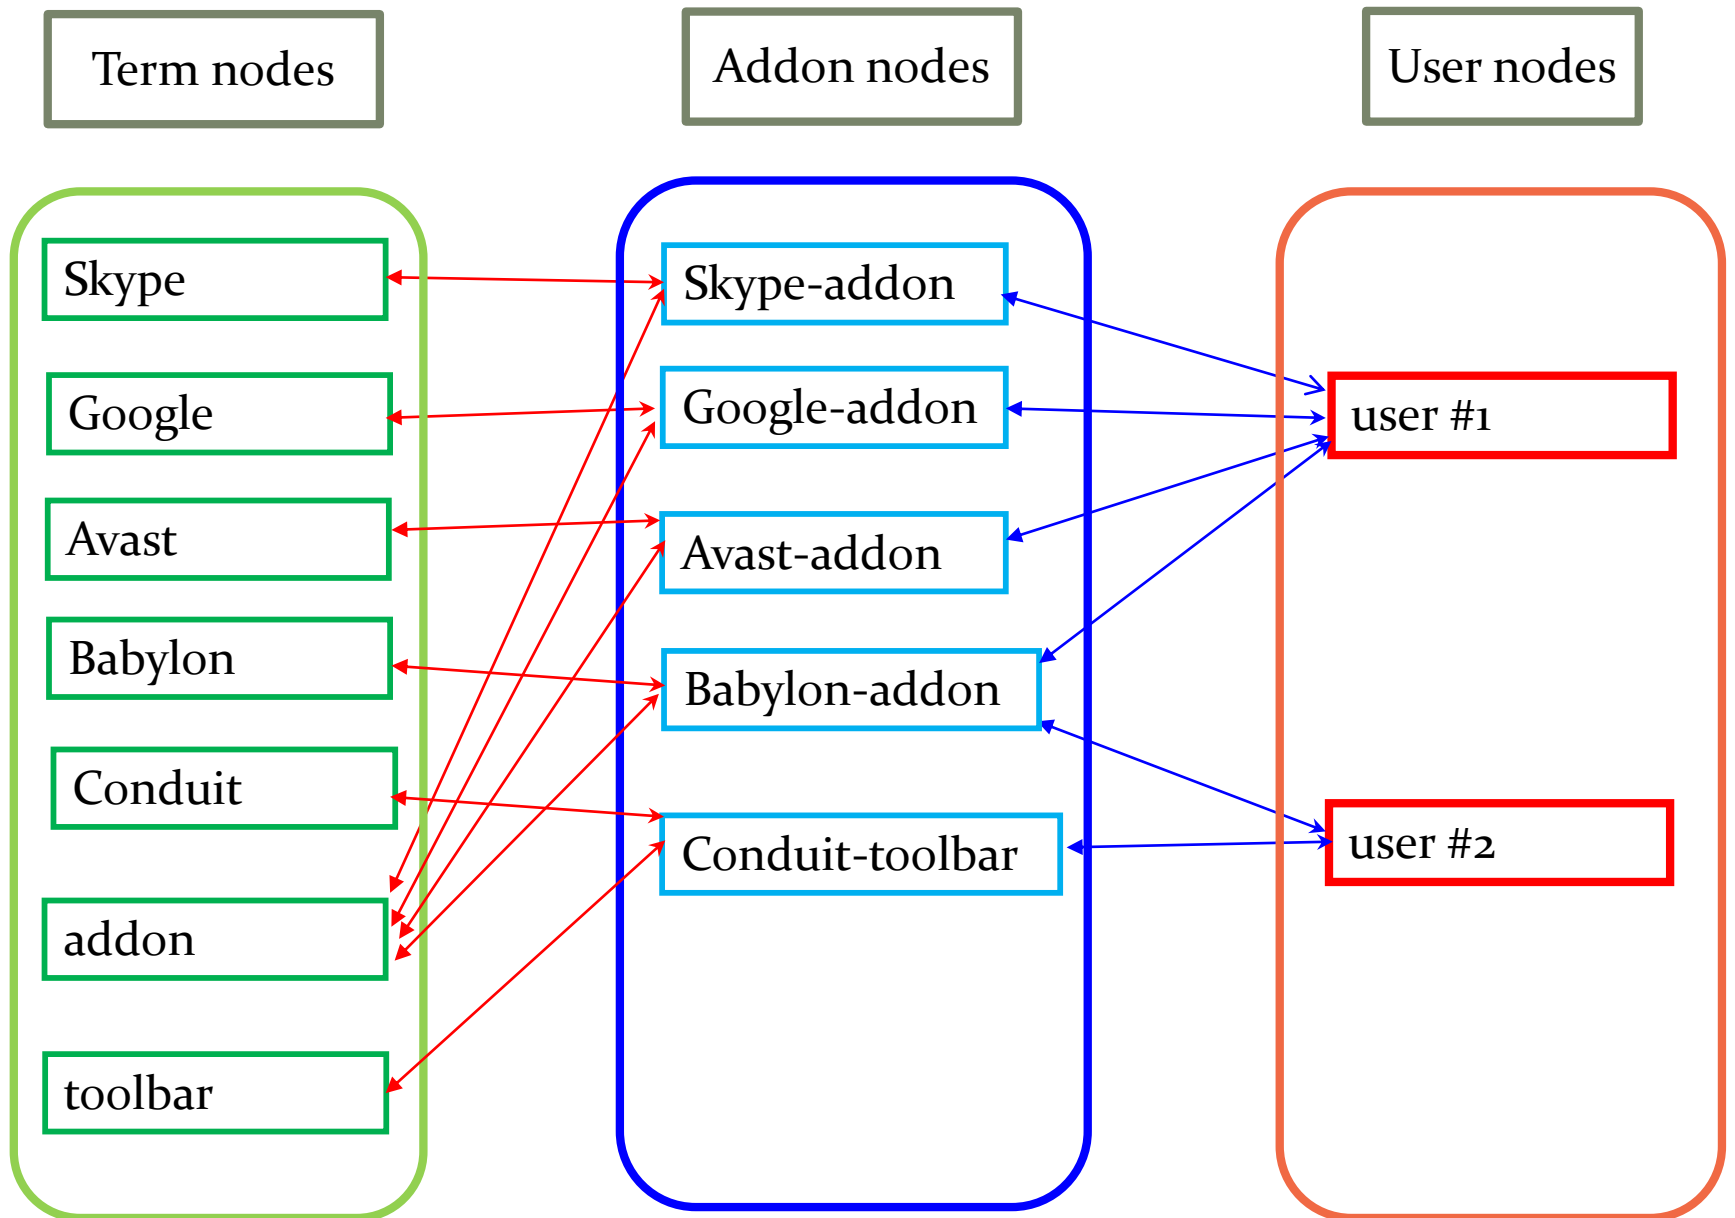 Term nodes
Addon nodes
User nodes
Skype
Google
Avast
Babylon
Conduit
addon
toolbar
Skype-addon
Google-addon
Avast-addon
Babylon-addon
Conduit-toolbar
user #1
user #2